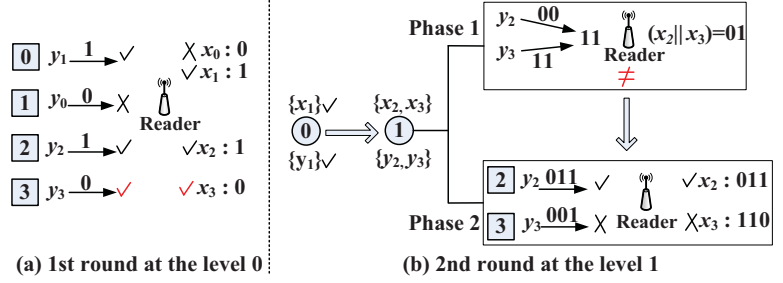 0 y₁ 1 ✓ ✗ x₀ : 0
✓ x₁ : 1
1 y₀ 0 ✗
Reader
2 y₂ 1 ✓ ✓ x₂ : 1
3 y₃ 0 ✓ ✓ x₃ : 0
(a) 1st round at the level 0
{x₁}✓
0
{y₁}✓
{x₂, x₃}
1
{y₂, y₃}
Phase 1
y₂ 00
y₃ 11
11
Reader
(x₂||x₃)=01
≠
Phase 2
2 y₂ 011 ✓ ✓ x₂ : 011
3 y₃ 001 ✗ Reader ✗ x₃ : 110
(b) 2nd round at the level 1